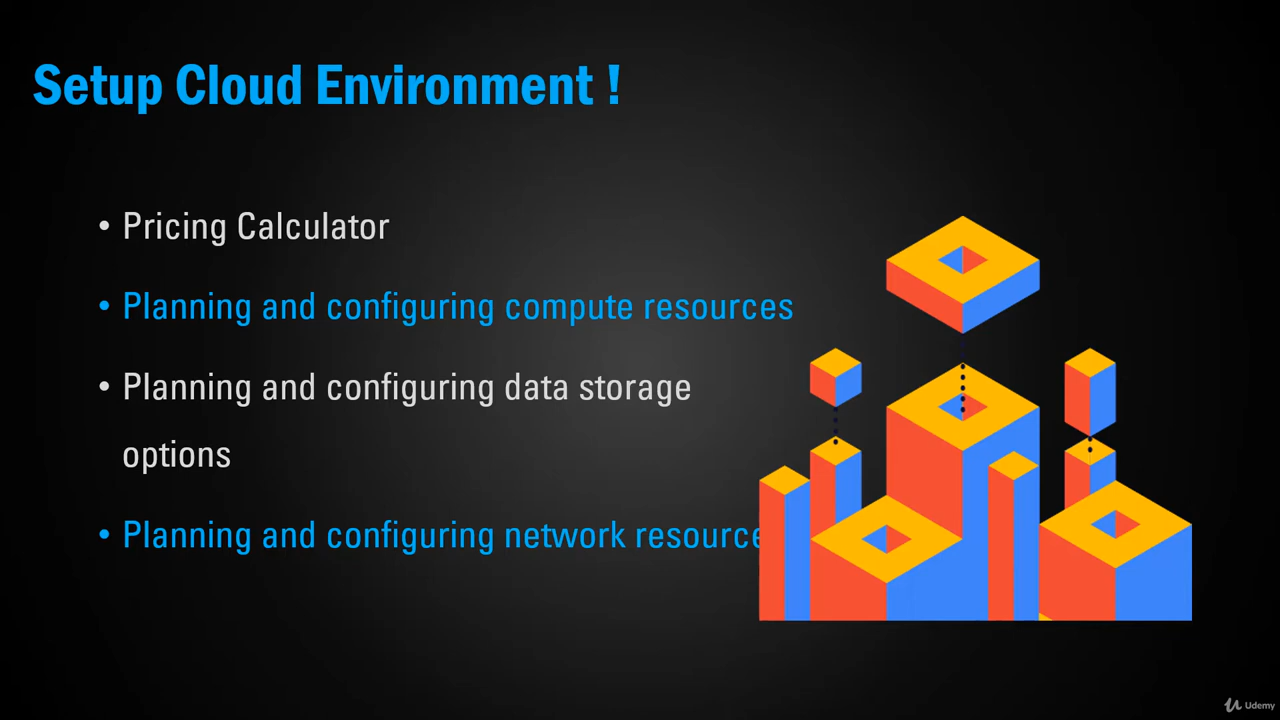 Setup Cloud Environment !
• Pricing Calculator
• Planning and configuring compute resources
• Planning and configuring data storage
options
• Planning and configuring network resource
Udemy